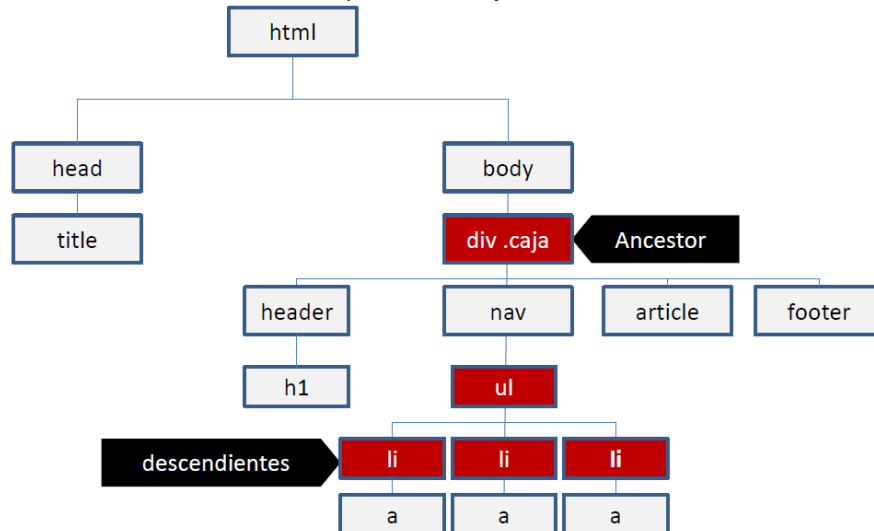 html
head
body
title
div .caja
Ancestor
header
nav
article
footer
h1
ul
descendientes
li
li
li
a
a
a